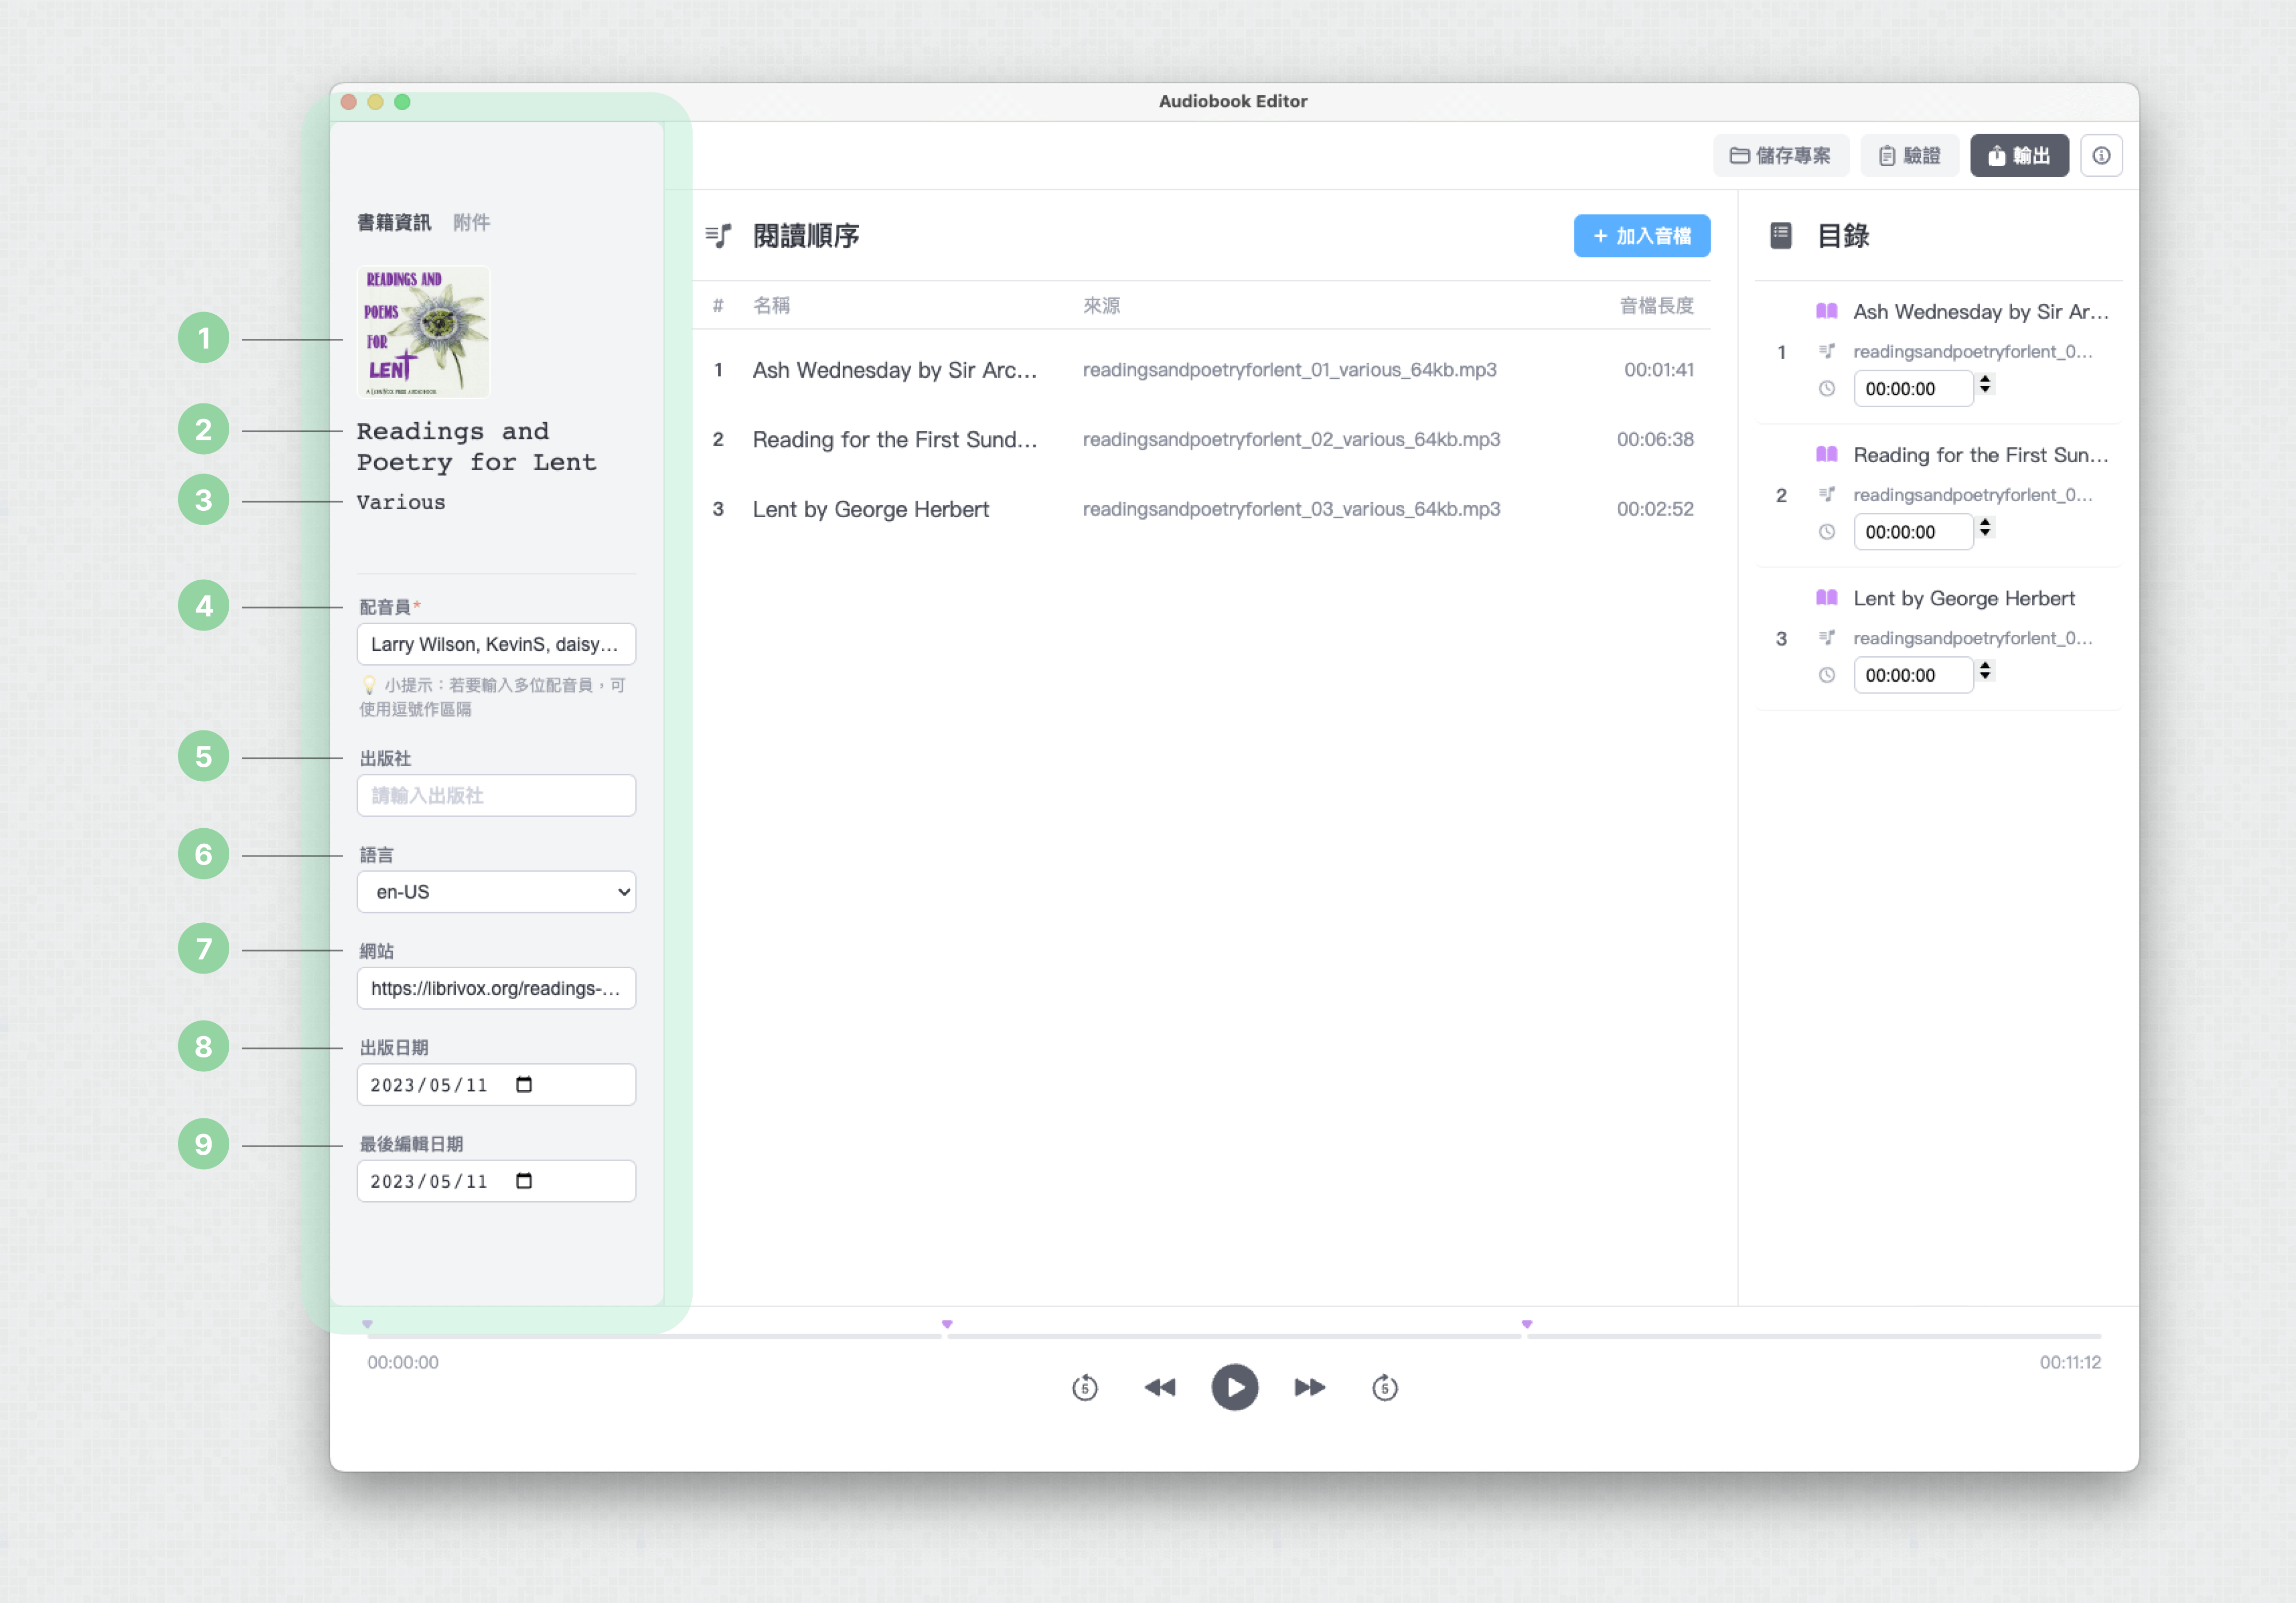 Audiobook Editor
儲存專案
驗證
輸出
書籍資訊
附件
READINGS AND
POEMS
FOR
LENT
A LIBRIVOX FREE AUDIOBOOK
1
2
Readings and
Poetry for Lent
3
Various
4
配音員*
Larry Wilson, KevinS, daisy...
小提示：若要輸入多位配音員，可
使用逗號作區隔
5
出版社
請輸入出版社
6
語言
en-US
7
網站
https://librivox.org/readings-...
8
出版日期
2023/05/11
9
最後編輯日期
2023/05/11
閱讀順序
+ 加入音檔
# 名稱 來源 音檔長度
1 Ash Wednesday by Sir Arc... readingsandpoetryforlent_01_various_64kb.mp3 00:01:41
2 Reading for the First Sund... readingsandpoetryforlent_02_various_64kb.mp3 00:06:38
3 Lent by George Herbert readingsandpoetryforlent_03_various_64kb.mp3 00:02:52
目錄
Ash Wednesday by Sir Ar...
1 readingsandpoetryforlent_0...
00:00:00
Reading for the First Sun...
2 readingsandpoetryforlent_0...
00:00:00
Lent by George Herbert
3 readingsandpoetryforlent_0...
00:00:00
00:00:00
00:11:12
5
5